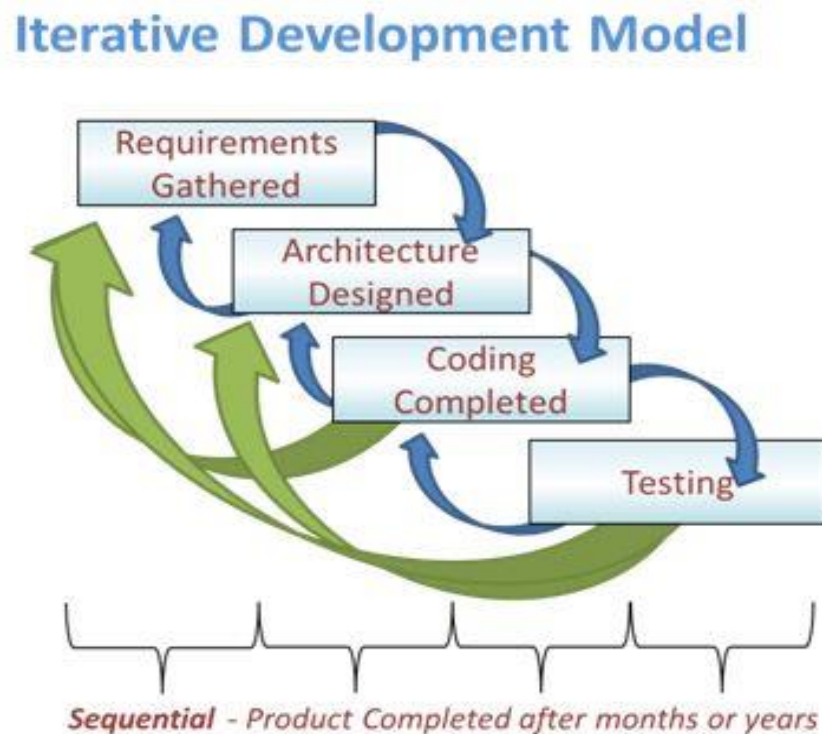 Iterative Development Model
Requirements
Gathered
Architecture
Designed
Coding
Completed
Testing
Sequential - Product Completed after months or years